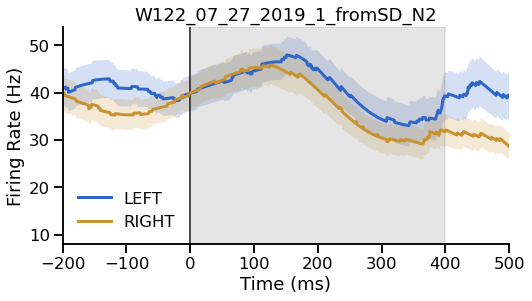 W122_07_27_2019_1_fromSD_N2
Firing Rate (Hz)
50
40
30
20
10
LEFT
RIGHT
−200 −100 0 100 200 300 400 500
Time (ms)